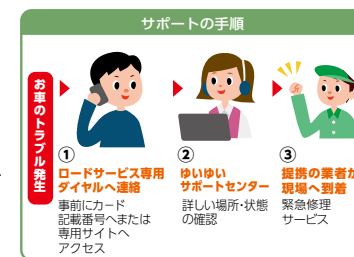 サポートの手順
お車のトラブル発生
①
ロードサービス専用
ダイヤルへ連絡
事前にカード
記載番号へまたは
専用サイトへ
アクセス
②
ゆいゆい
サポートセンター
詳しい場所・状態
の確認
③
提携の業者が
現場へ到着
緊急修理
サービス